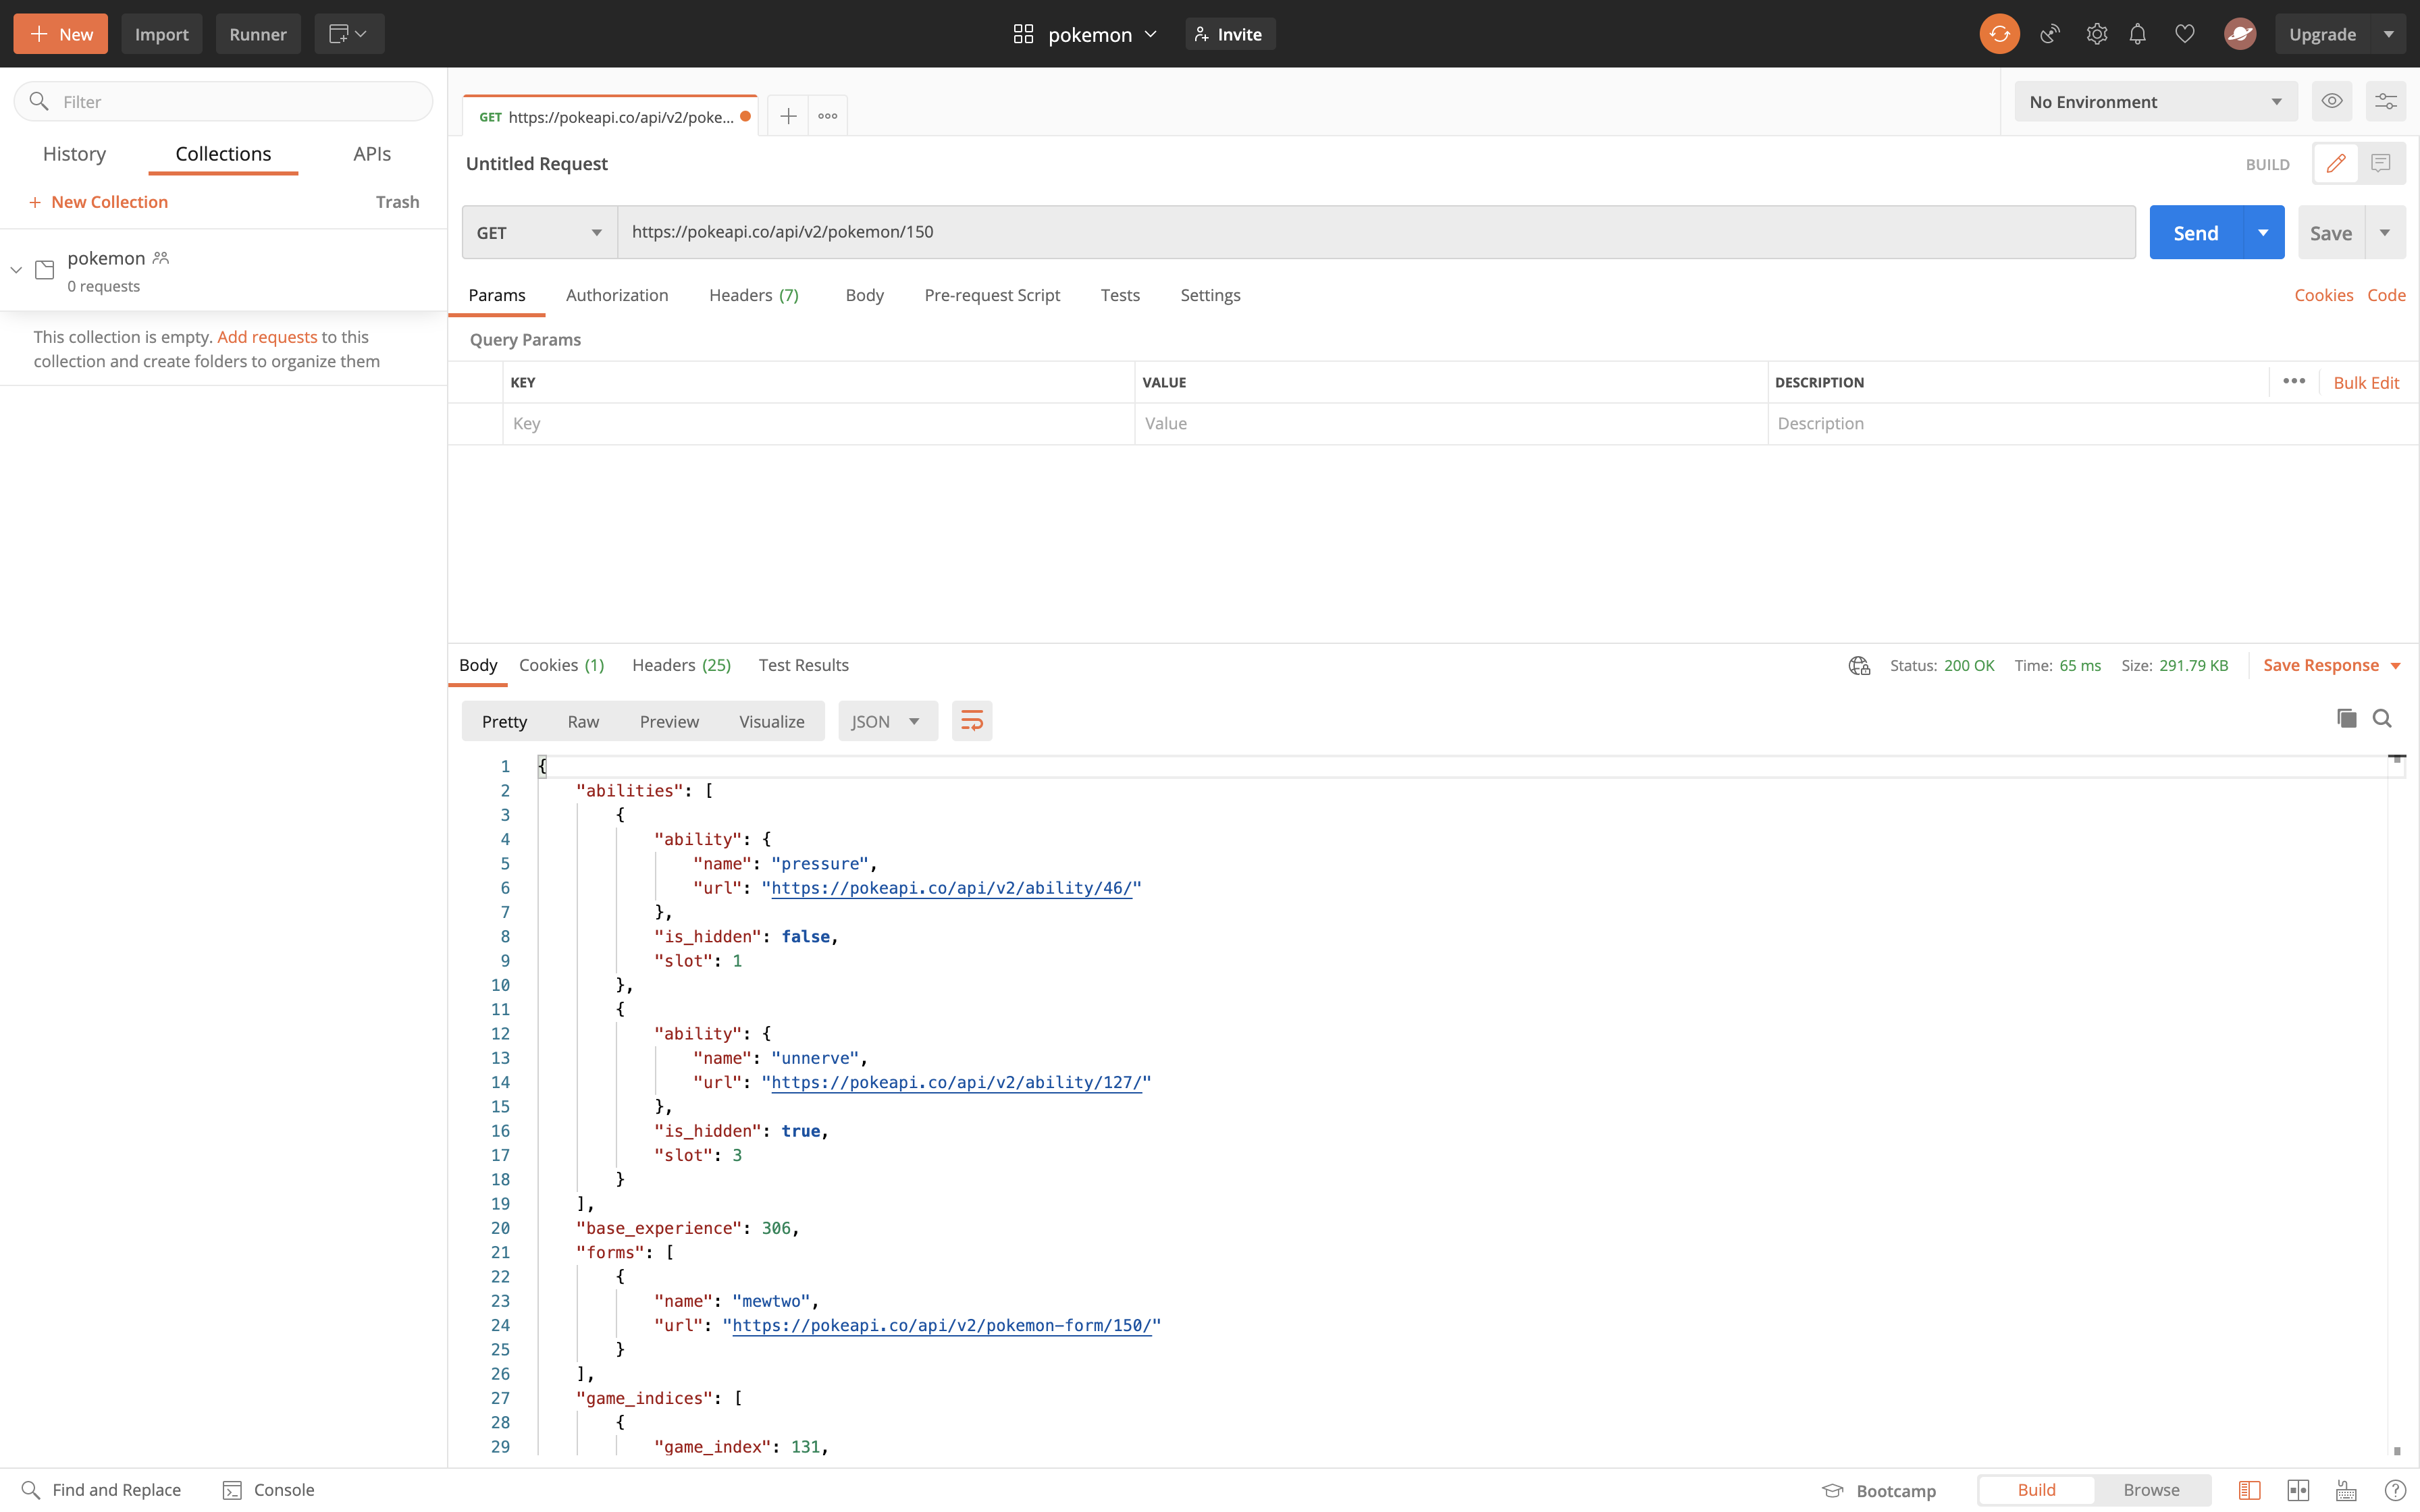 New Import Runner pokemon Invite Upgrade
Filter
GET https://pokeapi.co/api/v2/poke... No Environment
History Collections APIs
Untitled Request BUILD
+ New Collection Trash
GET https://pokeapi.co/api/v2/pokemon/150 Send Save
pokemon
0 requests
Params Authorization Headers (7) Body Pre-request Script Tests Settings Cookies Code
This collection is empty. Add requests to this
collection and create folders to organize them
Query Params
KEY VALUE DESCRIPTION ••• Bulk Edit
Key Value Description
Body Cookies (1) Headers (25) Test Results Status: 200 OK Time: 65 ms Size: 291.79 KB Save Response
Pretty Raw Preview Visualize JSON
1 {
2 "abilities": [
3 {
4 "ability": {
5 "name": "pressure",
6 "url": "https://pokeapi.co/api/v2/ability/46/"
7 },
8 "is_hidden": false,
9 "slot": 1
10 },
11 {
12 "ability": {
13 "name": "unnerve",
14 "url": "https://pokeapi.co/api/v2/ability/127/"
15 },
16 "is_hidden": true,
17 "slot": 3
18 }
19 ],
20 "base_experience": 306,
21 "forms": [
22 {
23 "name": "mewtwo",
24 "url": "https://pokeapi.co/api/v2/pokemon-form/150/"
25 }
26 ],
27 "game_indices": [
28 {
29 "game_index": 131,
Find and Replace Console Bootcamp Build Browse